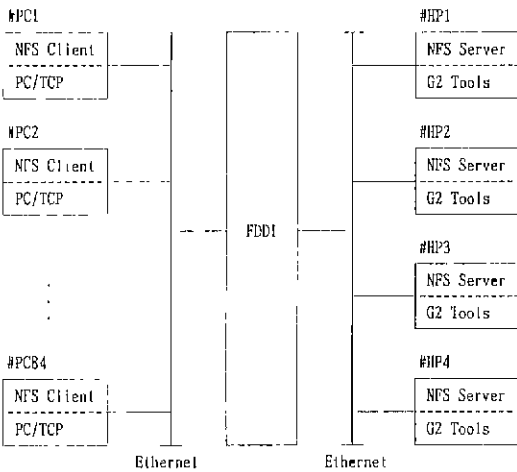 #PC1
NFS Client
PC/TCP
#PC2
NFS Client
PC/TCP
#PC84
NFS Client
PC/TCP
Ethernet
FDDI
#HP1
NFS Server
G2 Tools
#HP2
NFS Server
G2 Tools
#HP3
NFS Server
G2 Tools
#HP4
NFS Server
G2 Tools
Ethernet